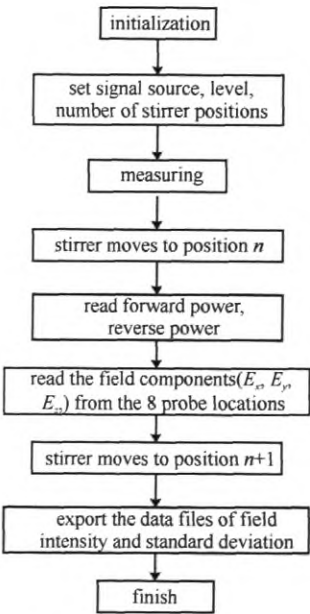 initialization
set signal source, level,
number of stirrer positions
measuring
stirrer moves to position n
read forward power,
reverse power
read the field components(Ex, Ey,
Ez) from the 8 probe locations
stirrer moves to position n+1
export the data files of field
intensity and standard deviation
finish